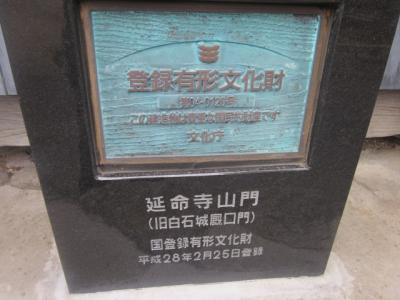 登録有形文化財
この建造物は貴重な国民的財産です
文化庁
延命寺山門
(旧白石城厩口門)
国登録有形文化財
平成28年2月25日登録